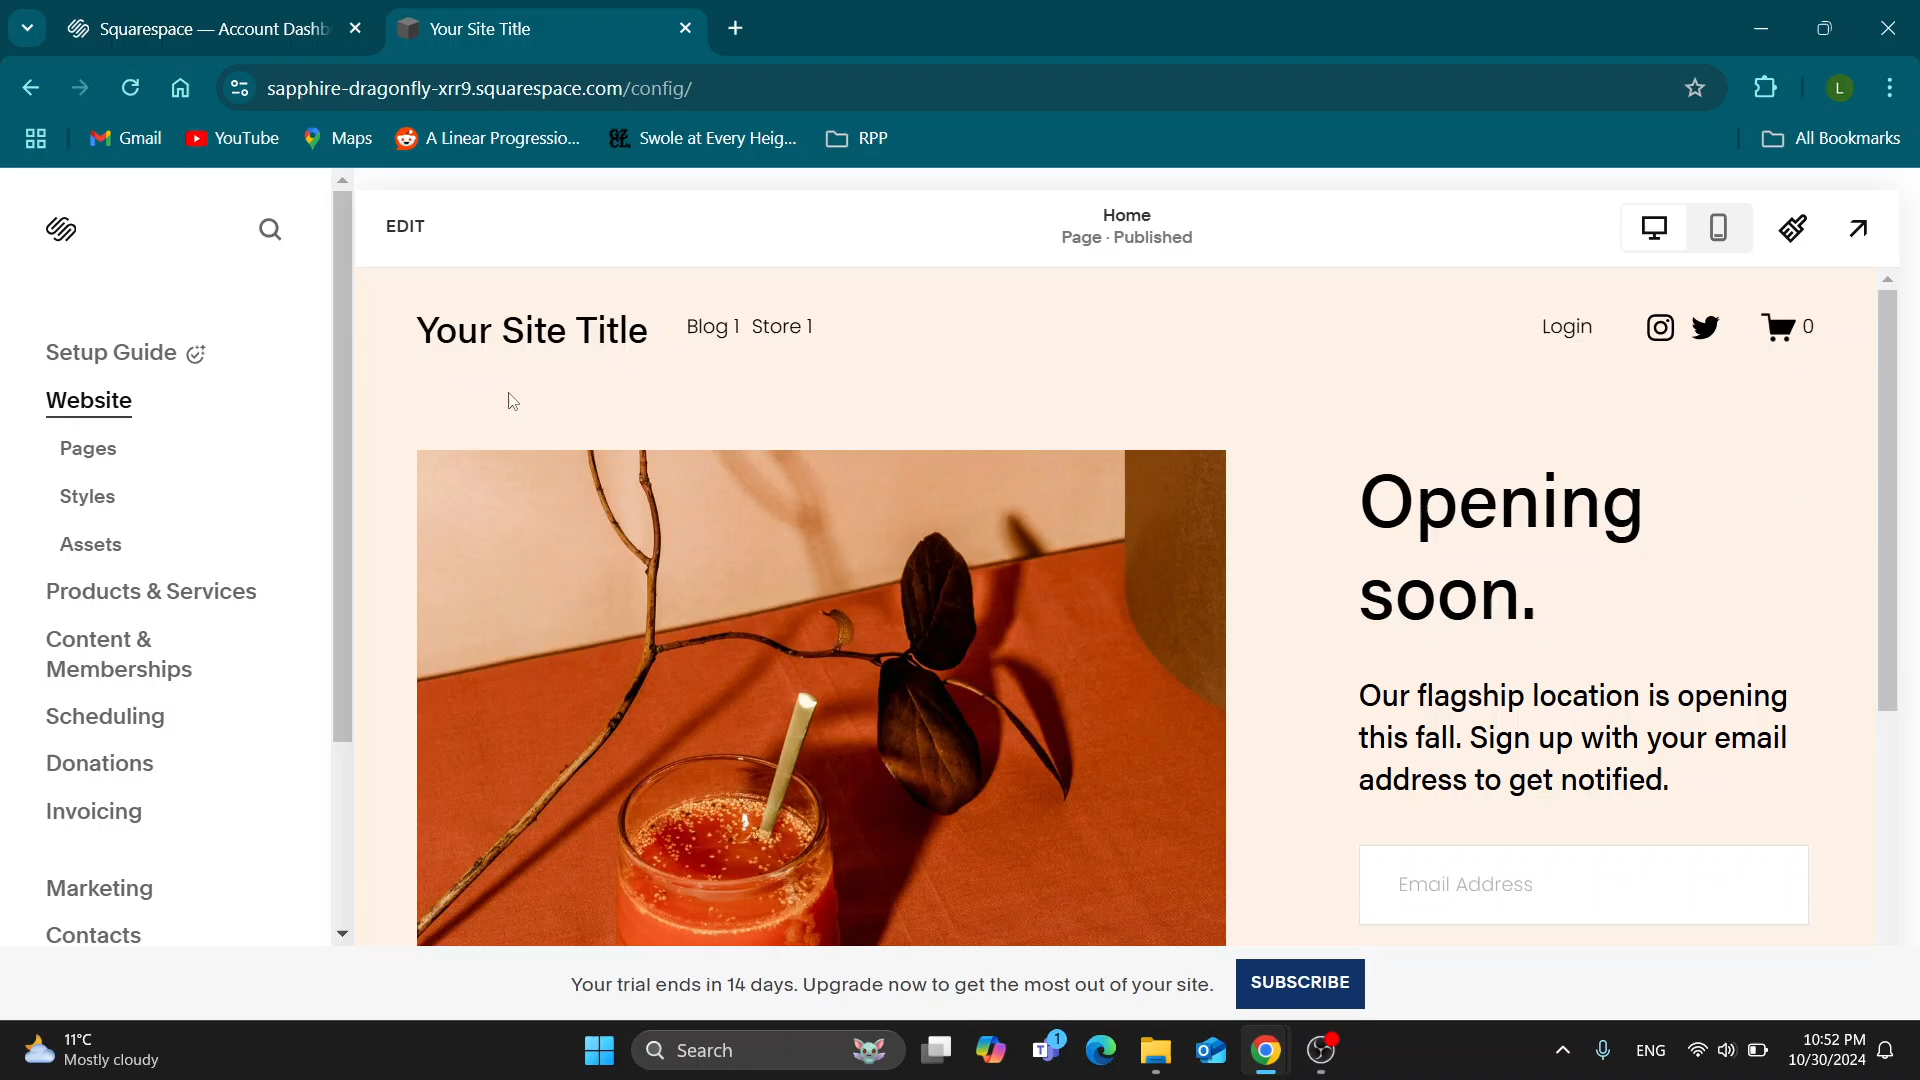 Squarespace — Account Dashb
Your Site Title
sapphire-dragonfly-xrr9.squarespace.com/config/
L
Gmail
YouTube
Maps
A Linear Progressio...
Swole at Every Heig...
RPP
All Bookmarks
EDIT
Home
Page · Published
Setup Guide
Website
Pages
Styles
Assets
Products & Services
Content &
Memberships
Scheduling
Donations
Invoicing
Marketing
Contacts
Your Site Title
Blog 1 Store 1
Login
0
Opening
soon.
Our flagship location is opening
this fall. Sign up with your email
address to get notified.
Email Address
Your trial ends in 14 days. Upgrade now to get the most out of your site.
SUBSCRIBE
11°C
Mostly cloudy
Search
1
ENG
10:52 PM
10/30/2024